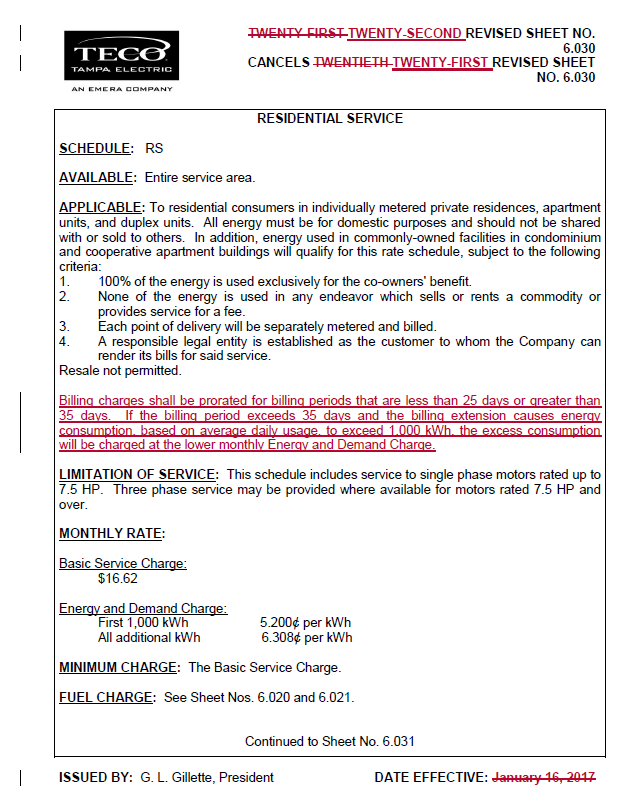 TECO
TAMPA ELECTRIC
AN EMERA COMPANY
TWENTY-FIRST TWENTY-SECOND REVISED SHEET NO.
6.030
CANCELS TWENTIETH TWENTY-FIRST REVISED SHEET
NO. 6.030
RESIDENTIAL SERVICE
SCHEDULE: RS
AVAILABLE: Entire service area.
APPLICABLE: To residential consumers in individually metered private residences, apartment
units, and duplex units. All energy must be for domestic purposes and should not be shared
with or sold to others. In addition, energy used in commonly-owned facilities in condominium
and cooperative apartment buildings will qualify for this rate schedule, subject to the following
criteria:
1. 100% of the energy is used exclusively for the co-owners' benefit.
2. None of the energy is used in any endeavor which sells or rents a commodity or
provides service for a fee.
3. Each point of delivery will be separately metered and billed.
4. A responsible legal entity is established as the customer to whom the Company can
render its bills for said service.
Resale not permitted.
Billing charges shall be prorated for billing periods that are less than 25 days or greater than
35 days. If the billing period exceeds 35 days and the billing extension causes energy
consumption, based on average daily usage, to exceed 1,000 kWh, the excess consumption
will be charged at the lower monthly Energy and Demand Charge.
LIMITATION OF SERVICE: This schedule includes service to single phase motors rated up to
7.5 HP. Three phase service may be provided where available for motors rated 7.5 HP and
over.
MONTHLY RATE:
Basic Service Charge:
$16.62
Energy and Demand Charge:
First 1,000 kWh 5.200¢ per kWh
All additional kWh 6.308¢ per kWh
MINIMUM CHARGE: The Basic Service Charge.
FUEL CHARGE: See Sheet Nos. 6.020 and 6.021.
Continued to Sheet No. 6.031
ISSUED BY: G. L. Gillette, President DATE EFFECTIVE: January 16, 2017